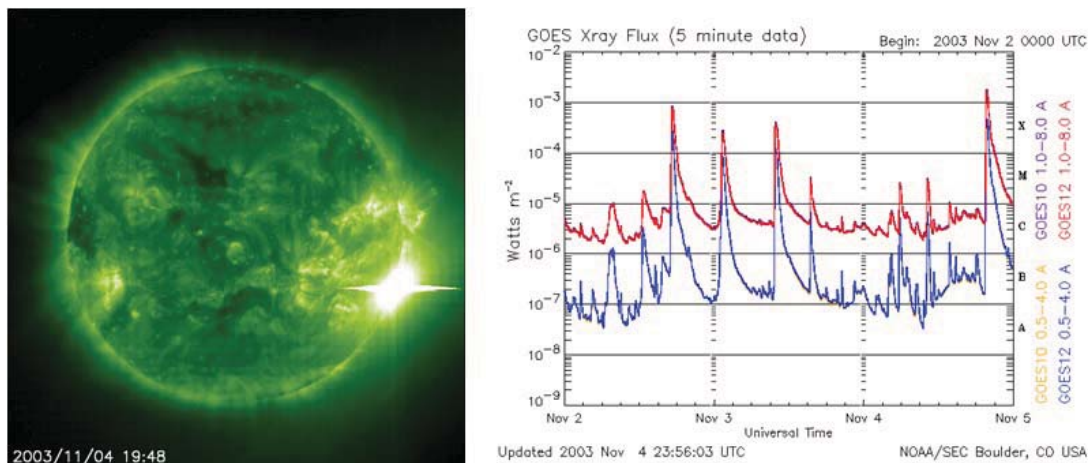 2003/11/04 19:48
GOES Xray Flux (5 minute data)
Begin: 2003 Nov 2 0000 UTC
Watts m⁻²
10⁻²
10⁻³
10⁻⁴
10⁻⁵
10⁻⁶
10⁻⁷
10⁻⁸
10⁻⁹
X
M
C
B
A
GOES10 1.0-8.0 A
GOES12 1.0-8.0 A
GOES10 0.5-4.0 A
GOES12 0.5-4.0 A
Nov 2
Nov 3
Nov 4
Nov 5
Universal Time
Updated 2003 Nov 4 23:56:03 UTC
NOAA/SEC Boulder, CO USA